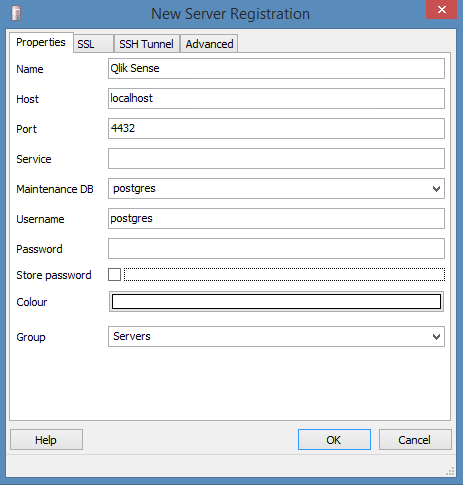 New Server Registration
Properties SSL SSH Tunnel Advanced
Name Qlik Sense
Host localhost
Port 4432
Service
Maintenance DB postgres
Username postgres
Password
Store password
Colour
Group Servers
Help OK Cancel